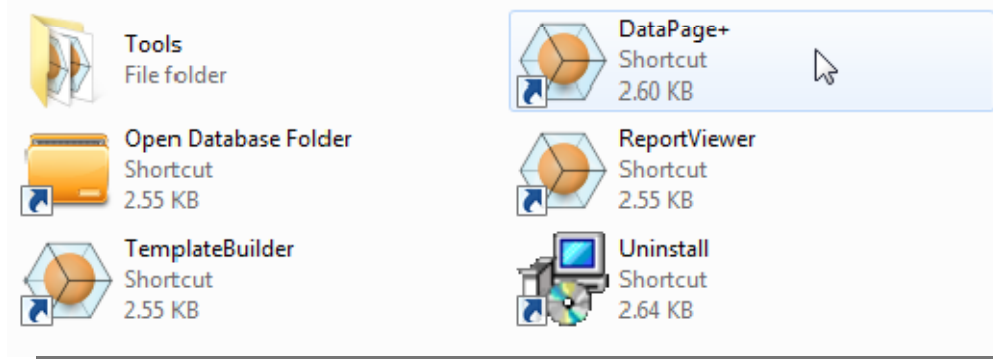 Tools
File folder
DataPage+
Shortcut
2.60 KB
Open Database Folder
Shortcut
2.55 KB
ReportViewer
Shortcut
2.55 KB
TemplateBuilder
Shortcut
2.55 KB
Uninstall
Shortcut
2.64 KB